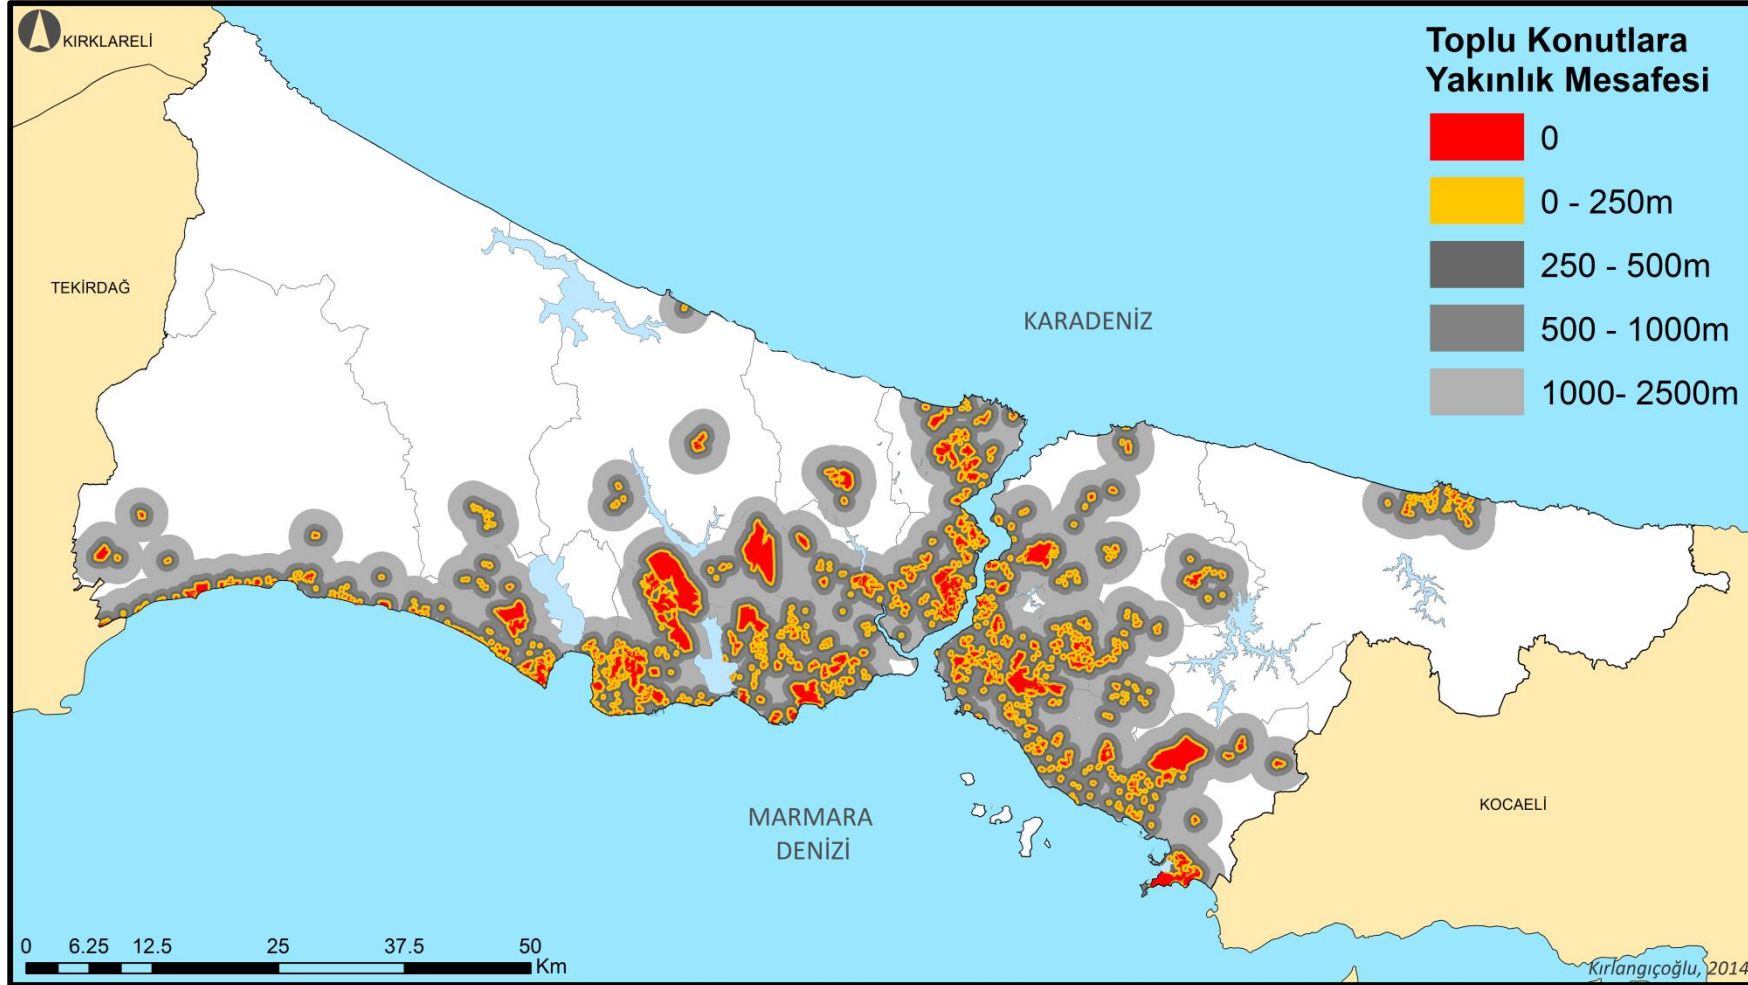 KIRKLARELİ
Toplu Konutlara
Yakınlık Mesafesi
0
0 - 250m
250 - 500m
500 - 1000m
1000- 2500m
TEKİRDAĞ
KARADENİZ
MARMARA
DENİZİ
KOCAELİ
0 6.25 12.5 25 37.5 50
Km
Kırlangıçoğlu, 2014